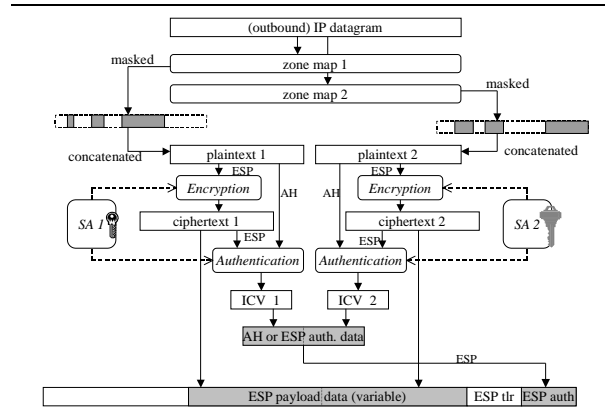 (outbound) IP datagram
masked
zone map 1
masked
zone map 2
concatenated
plaintext 1
plaintext 2
concatenated
ESP
ESP
Encryption
AH
AH
Encryption
SA 1
ciphertext 1
ciphertext 2
SA 2
ESP
ESP
Authentication
Authentication
ICV 1
ICV 2
AH or ESP auth. data
ESP
ESP payload data (variable)
ESP tlr
ESP auth